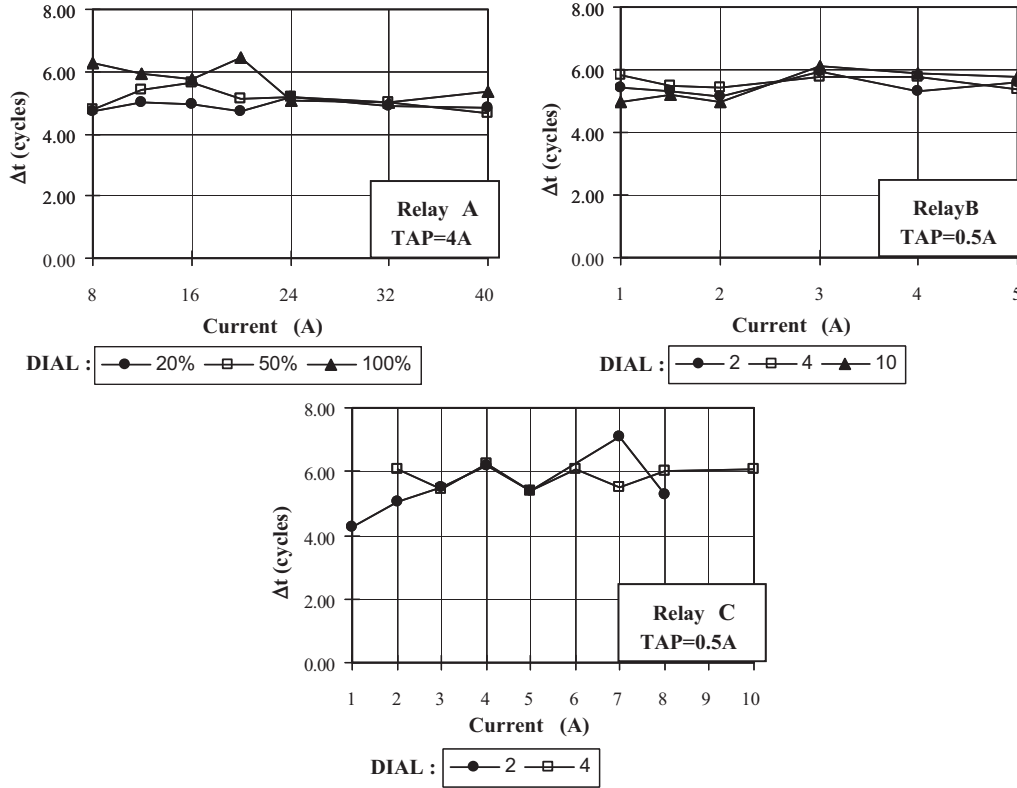 8.00
6.00
4.00
2.00
0.00
Δt (cycles)
Relay A
TAP=4A
8 16 24 32 40
Current (A)
DIAL : 20% 50% 100%
8.00
6.00
4.00
2.00
0.00
Δt (cycles)
RelayB
TAP=0.5A
1 2 3 4 5
Current (A)
DIAL : 2 4 10
8.00
6.00
4.00
2.00
0.00
Δt (cycles)
Relay C
TAP=0.5A
1 2 3 4 5 6 7 8 9 10
Current (A)
DIAL : 2 4